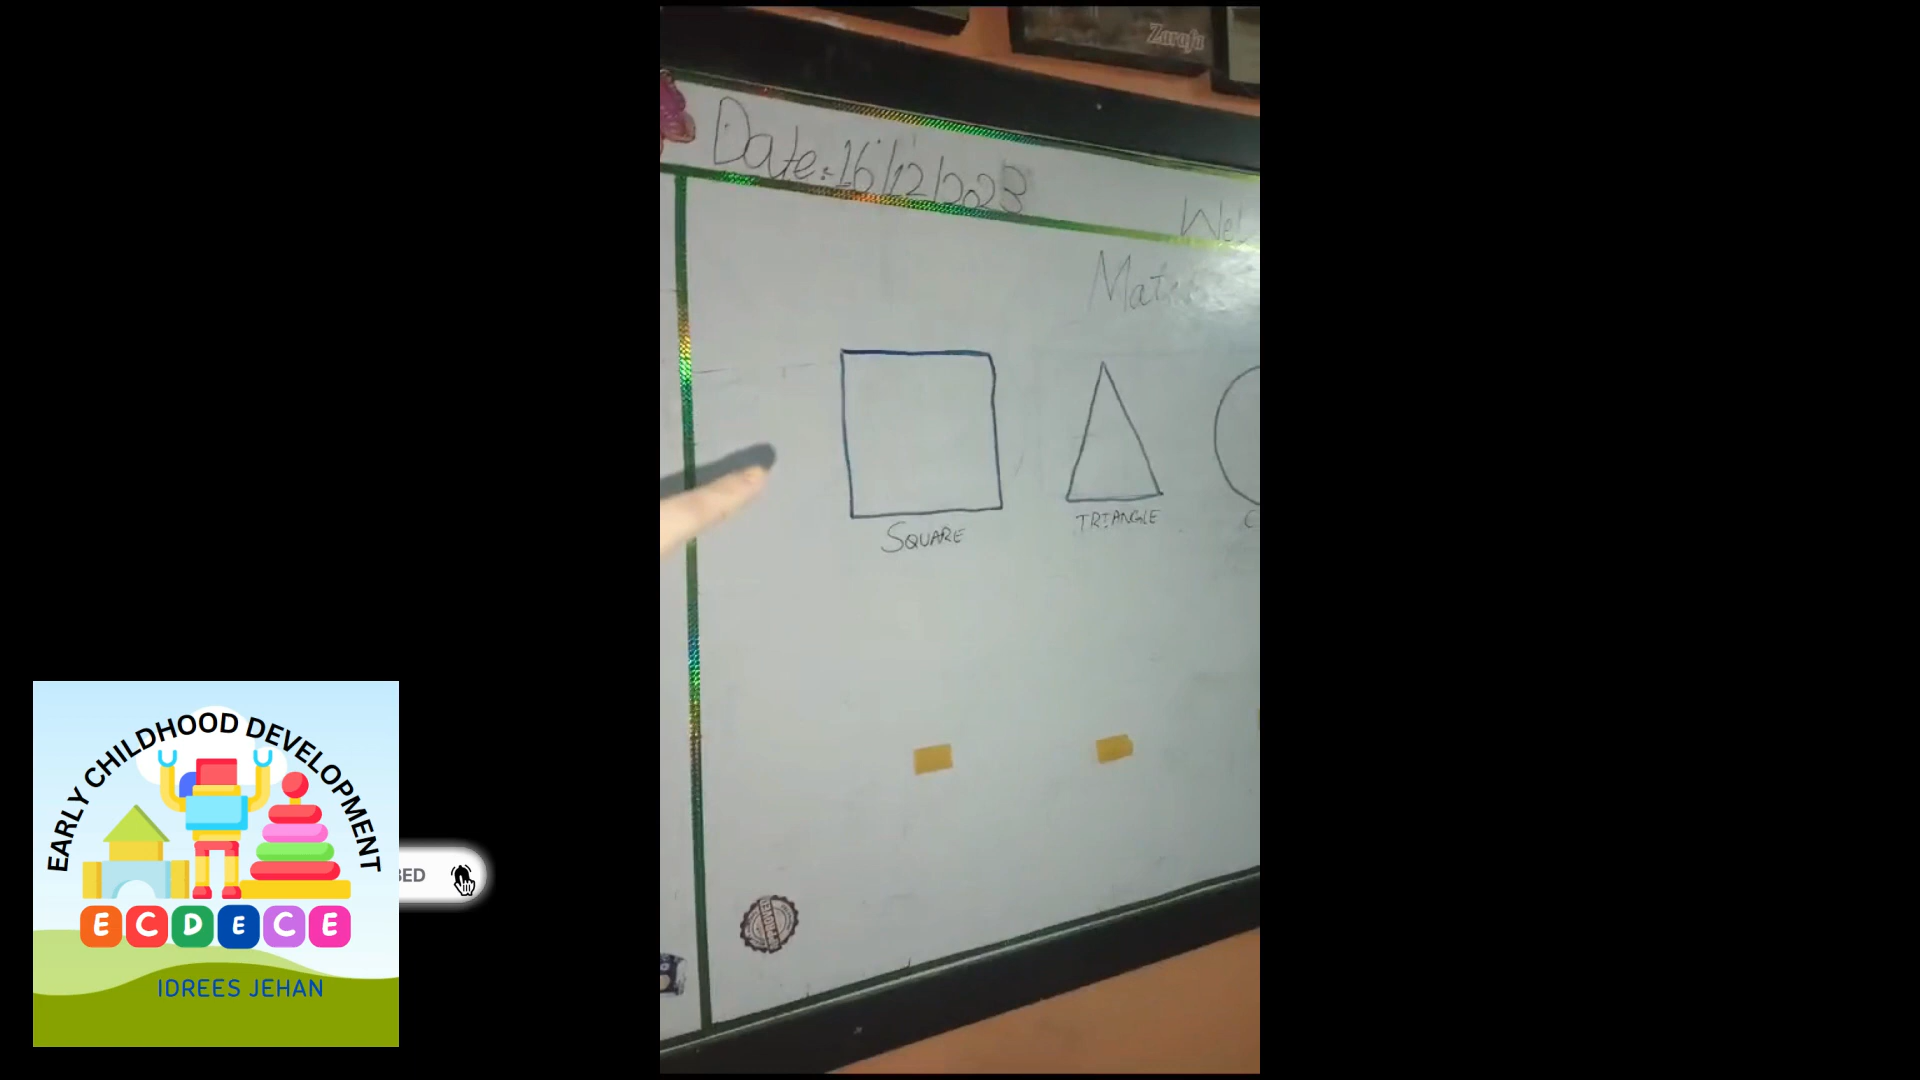 Zarafa
Date: 16/12/2023
SQUARE
TRIANGLE
EARLY CHILDHOOD DEVELOPMENT
ECDECE
IDREES JEHAN